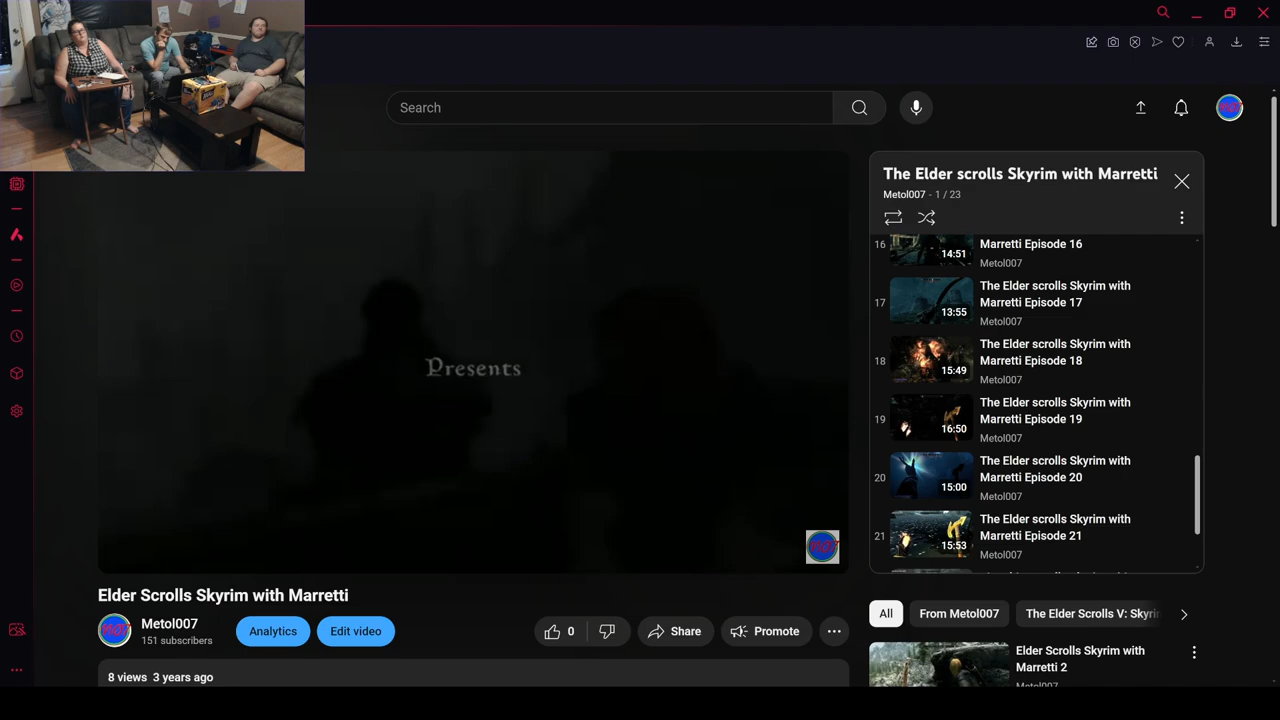 Search
The Elder scrolls Skyrim with Marretti
Metol007 - 1 / 23
16
14:51
Marretti Episode 16
Metol007
17
13:55
The Elder scrolls Skyrim with
Marretti Episode 17
Metol007
18
15:49
The Elder scrolls Skyrim with
Marretti Episode 18
Metol007
19
16:50
The Elder scrolls Skyrim with
Marretti Episode 19
Metol007
20
15:00
The Elder scrolls Skyrim with
Marretti Episode 20
Metol007
21
15:53
The Elder scrolls Skyrim with
Marretti Episode 21
Metol007
Presents
Elder Scrolls Skyrim with Marretti
Metol007
151 subscribers
Analytics
Edit video
0
Share
Promote
8 views 3 years ago
All
From Metol007
The Elder Scrolls V: Skyrim
Elder Scrolls Skyrim with
Marretti 2